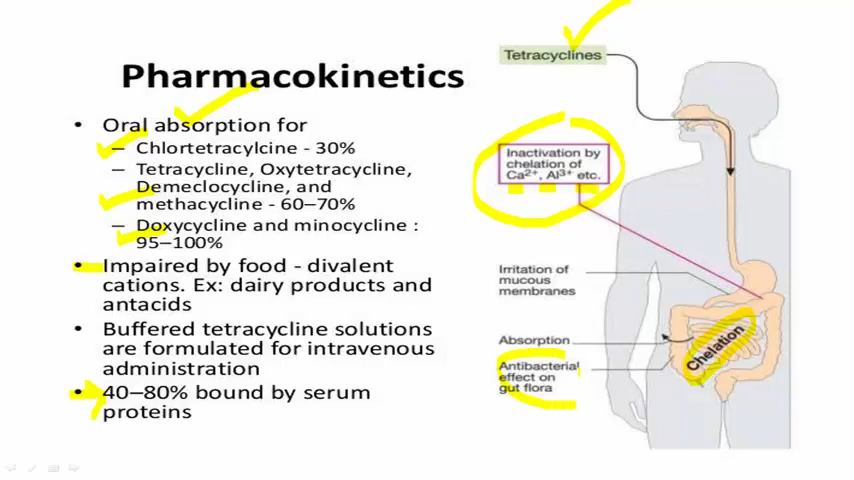 Pharmacokinetics
• Oral absorption for
– Chlortetracylcine - 30%
– Tetracycline, Oxytetracycline,
Demeclocycline, and
methacycline - 60–70%
– Doxycycline and minocycline :
95–100%
• Impaired by food - divalent
cations. Ex: dairy products and
antacids
• Buffered tetracycline solutions
are formulated for intravenous
administration
• 40–80% bound by serum
proteins
Tetracyclines
Inactivation by
chelation of
Ca2+, Al3+ etc.
Irritation of
mucous
membranes
Absorption
Antibacterial
effect on
gut flora
Chelation